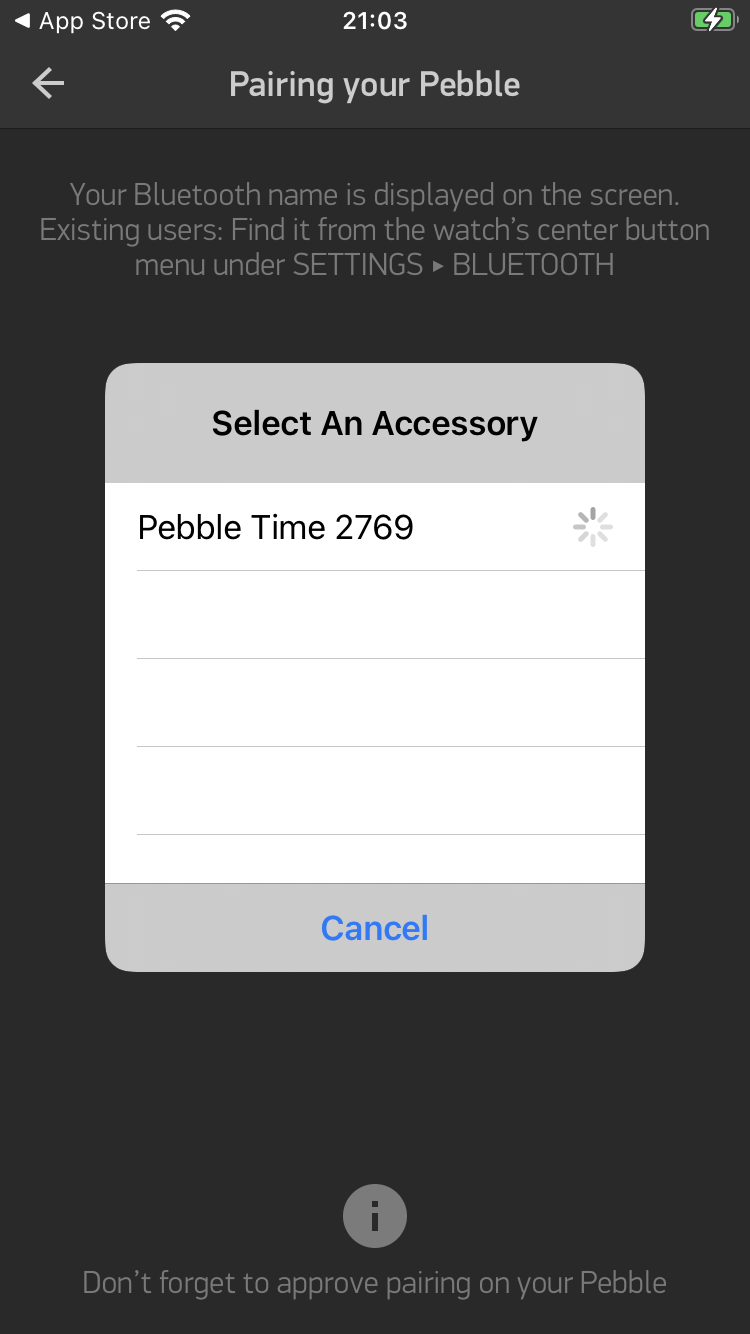 App Store
21:03
Pairing your Pebble
Your Bluetooth name is displayed on the screen.
Existing users: Find it from the watch’s center button
menu under SETTINGS ▸ BLUETOOTH
Select An Accessory
Pebble Time 2769
Cancel
Don’t forget to approve pairing on your Pebble